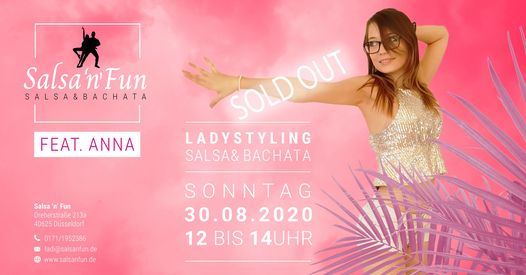 Salsa'n'Fun
SALSA&BACHATA
FEAT. ANNA
SOLD OUT
LADYSTYLING
SALSA&BACHATA
SONNTAG
30.08.2020
12 BIS 14UHR
Salsa 'n' Fun
Dreherstraße 213a
40625 Düsseldorf
0171/1952386
fadi@salsanfun.de
www.salsanfun.de